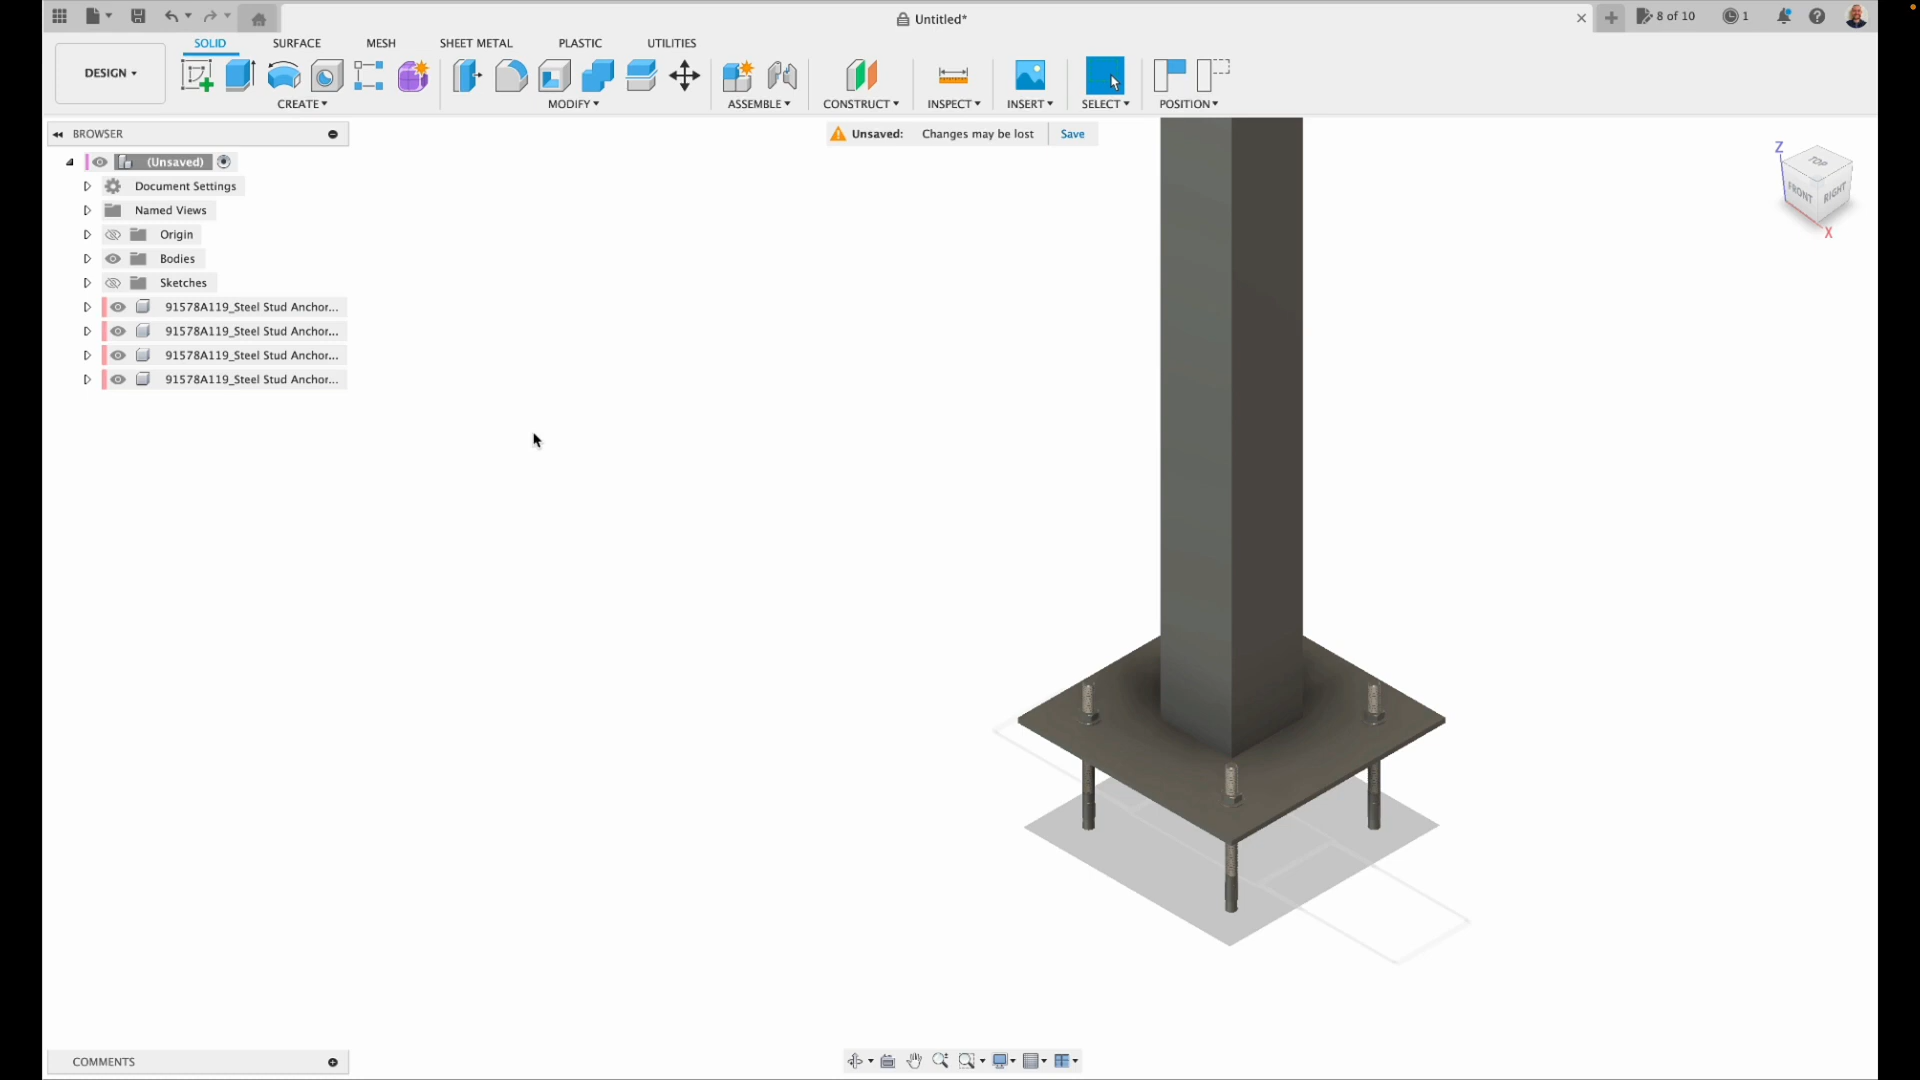 Untitled*
8 of 10
1
DESIGN
SOLID
SURFACE
MESH
SHEET METAL
PLASTIC
UTILITIES
CREATE
MODIFY
ASSEMBLE
CONSTRUCT
INSPECT
INSERT
SELECT
POSITION
BROWSER
Unsaved: Changes may be lost Save
(Unsaved)
Document Settings
Named Views
Origin
Bodies
Sketches
91578A119_Steel Stud Anchor...
91578A119_Steel Stud Anchor...
91578A119_Steel Stud Anchor...
91578A119_Steel Stud Anchor...
Z
TOP
FRONT
RIGHT
X
COMMENTS